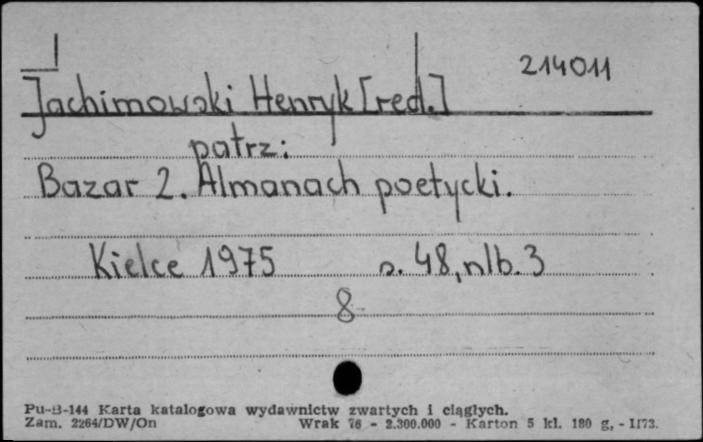 214011
Jachimowski Henryk [red.]
patrz:
Bazar 2. Almanach poetycki.
Kielce 1975 s. 48, nlb. 3
8
Pu-B-144 Karta katalogowa wydawnictw zwartych i ciągłych.
Zam. 2264/DW/On Wrak 76 - 2.300.000 - Karton 5 kl. 180 g, - II73.